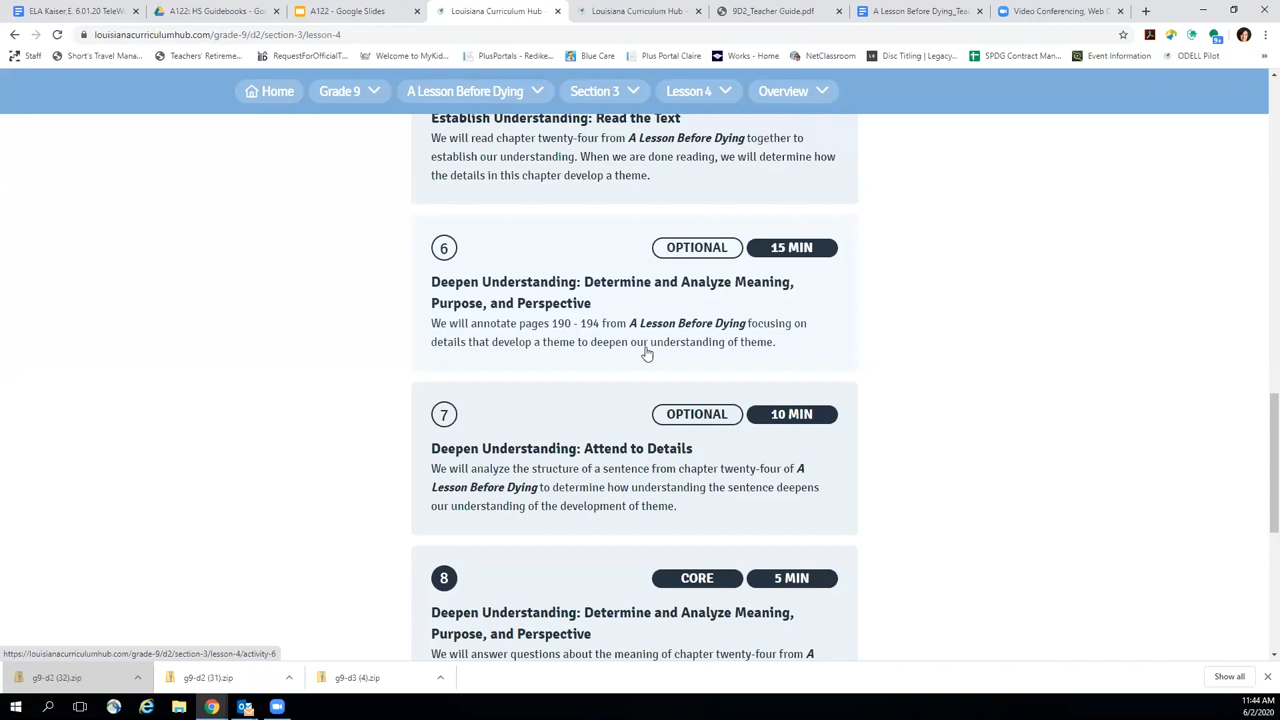 ELA Kaiser, E. 6.01.20 TeleW
A122: HS Guidebooks - Go
A122 - Google Slides
Louisiana Curriculum Hub -
Louisiana Curriculum Hub -
9D2_Teacher Guide.pdf
A Lesson Before Dying_Tea
Video Conferencing, Web C
louisianacurriculumhub.com/grade-9/d2/section-3/lesson-4
Staff
Short's Travel Mana...
Teachers' Retireme...
RequestForOfficialT...
Welcome to MyKid...
PlusPortals - Redike...
Blue Care
Plus Portal Claire
Works - Home
NetClassroom
Disc Titling | Legacy...
SPDG Contract Man...
Event Information
ODELL Pilot
Home
Grade 9
A Lesson Before Dying
Section 3
Lesson 4
Overview
Establish Understanding: Read the Text
We will read chapter twenty-four from A Lesson Before Dying together to
establish our understanding. When we are done reading, we will determine how
the details in this chapter develop a theme.
6
OPTIONAL
15 MIN
Deepen Understanding: Determine and Analyze Meaning,
Purpose, and Perspective
We will annotate pages 190 - 194 from A Lesson Before Dying focusing on
details that develop a theme to deepen our understanding of theme.
7
OPTIONAL
10 MIN
Deepen Understanding: Attend to Details
We will analyze the structure of a sentence from chapter twenty-four of A
Lesson Before Dying to determine how understanding the sentence deepens
our understanding of the development of theme.
8
CORE
5 MIN
Deepen Understanding: Determine and Analyze Meaning,
Purpose, and Perspective
We will answer questions about the meaning of chapter twenty-four from A
https://louisianacurriculumhub.com/grade-9/d2/section-3/lesson-4/activity-6
g9-d2 (32).zip
g9-d2 (31).zip
g9-d3 (4).zip
Show all
11:44 AM
6/2/2020